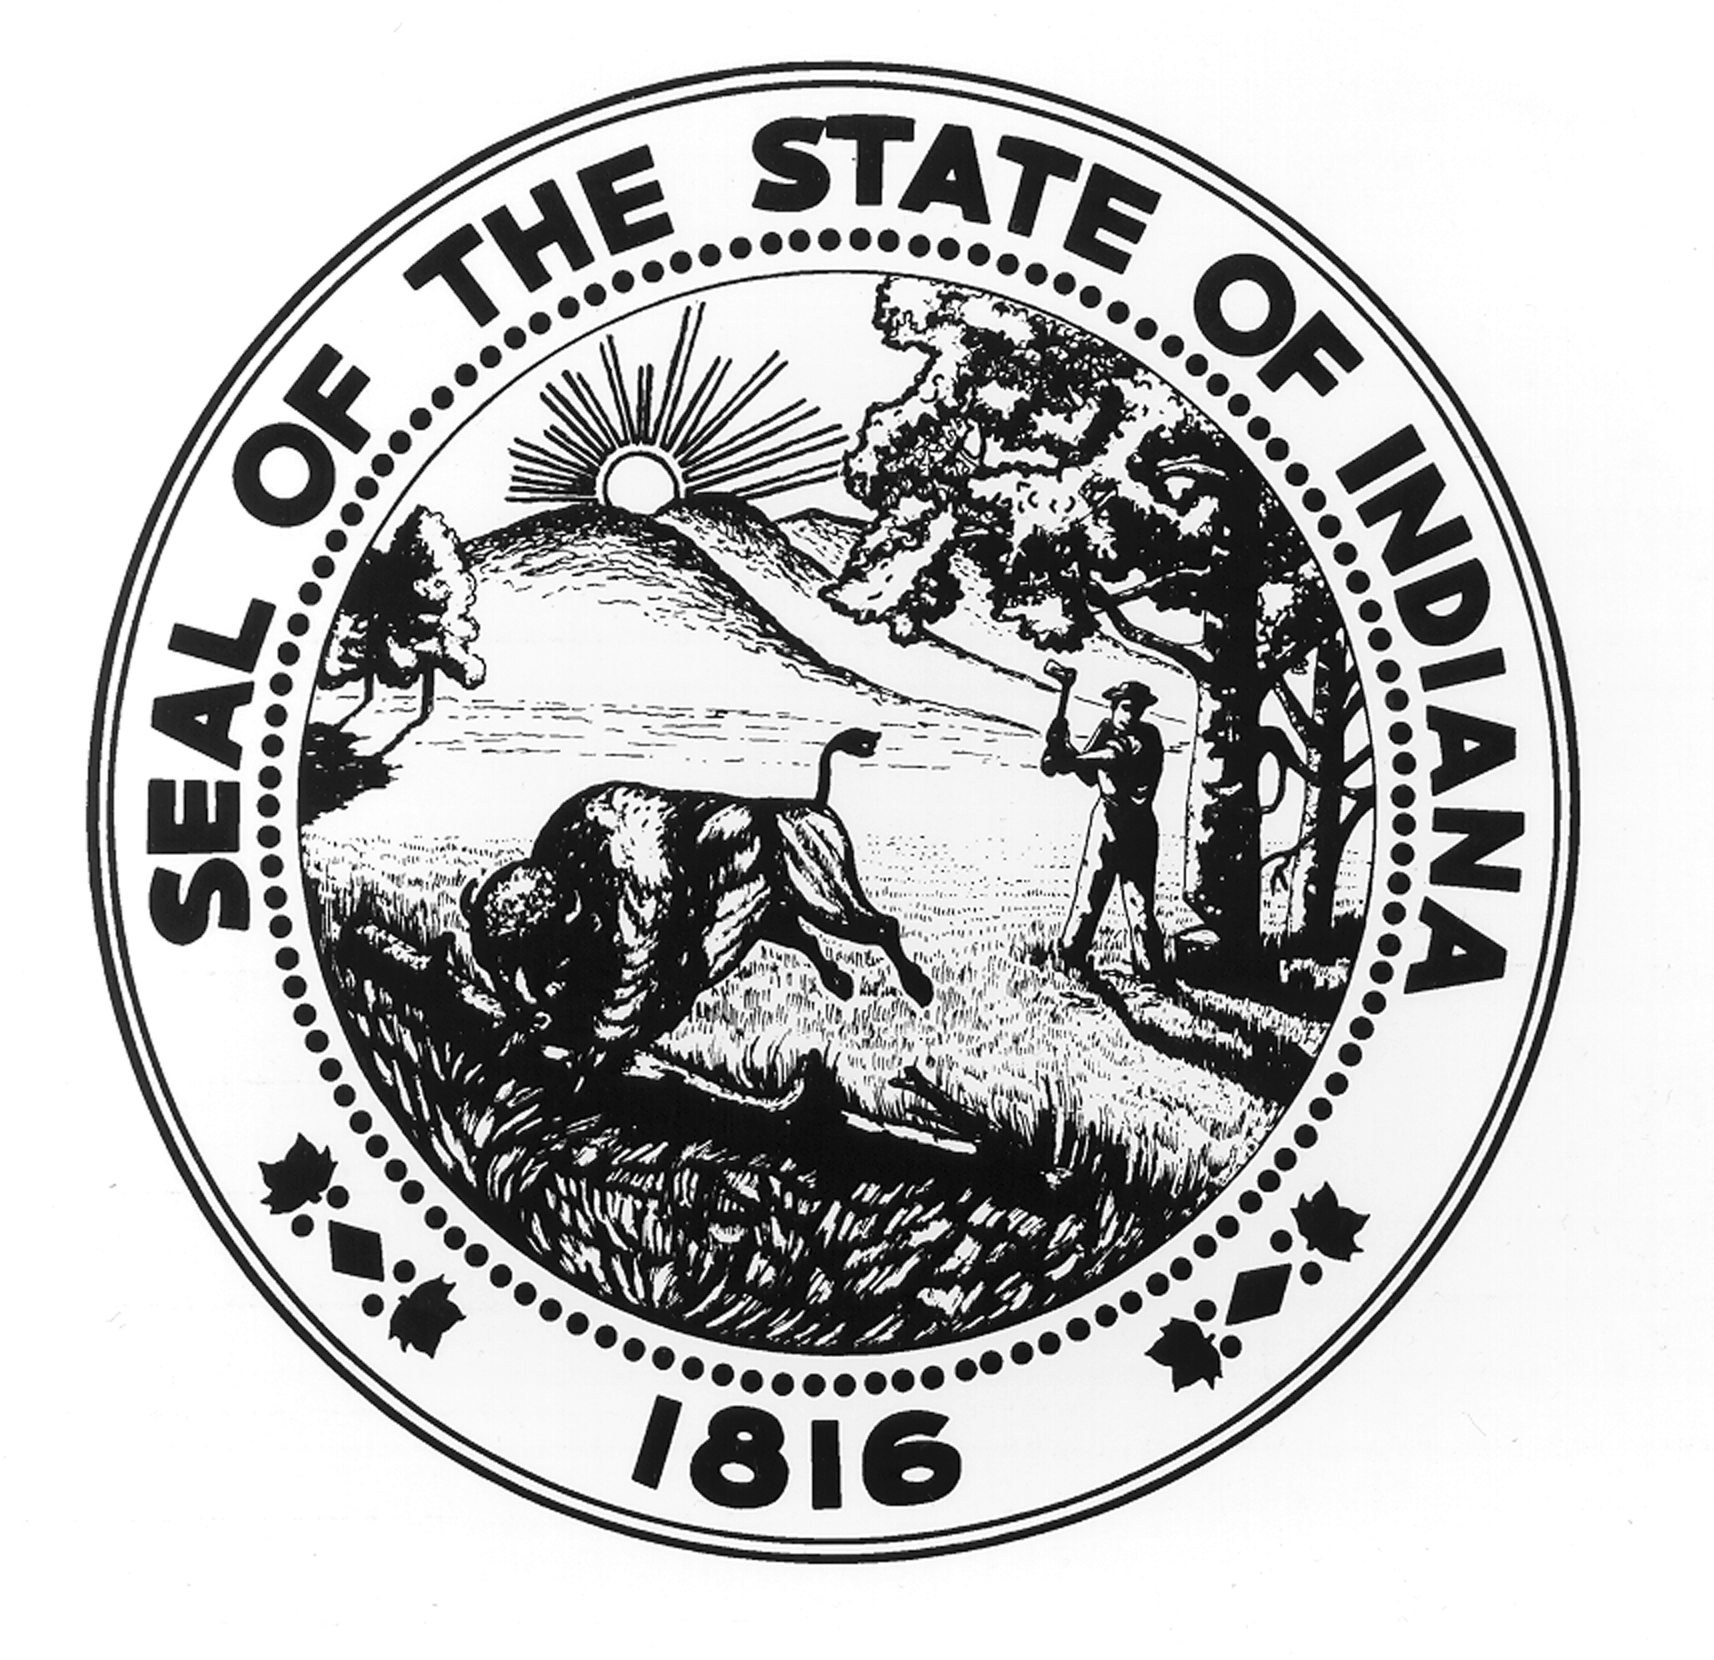 SEAL OF THE STATE OF INDIANA
1816